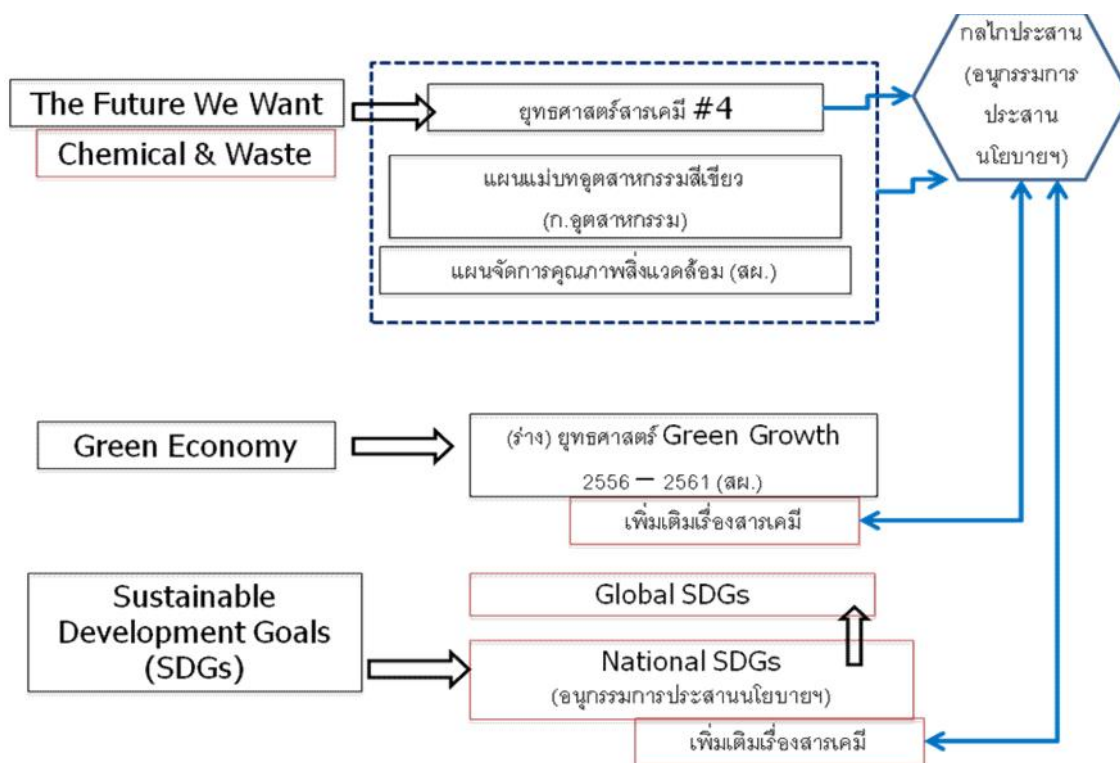 กลไกประสาน
(อนุกรรมการ
ประสาน
นโยบายฯ)
The Future We Want
Chemical & Waste
ยุทธศาสตร์สารเคมี #4
แผนแม่บทอุตสาหกรรมสีเขียว
(ก.อุตสาหกรรม)
แผนจัดการคุณภาพสิ่งแวดล้อม (สผ.)
Green Economy
(ร่าง) ยุทธศาสตร์ Green Growth
2556 – 2561 (สผ.)
เพิ่มเติมเรื่องสารเคมี
Sustainable
Development Goals
(SDGs)
Global SDGs
National SDGs
(อนุกรรมการประสานนโยบายฯ)
เพิ่มเติมเรื่องสารเคมี